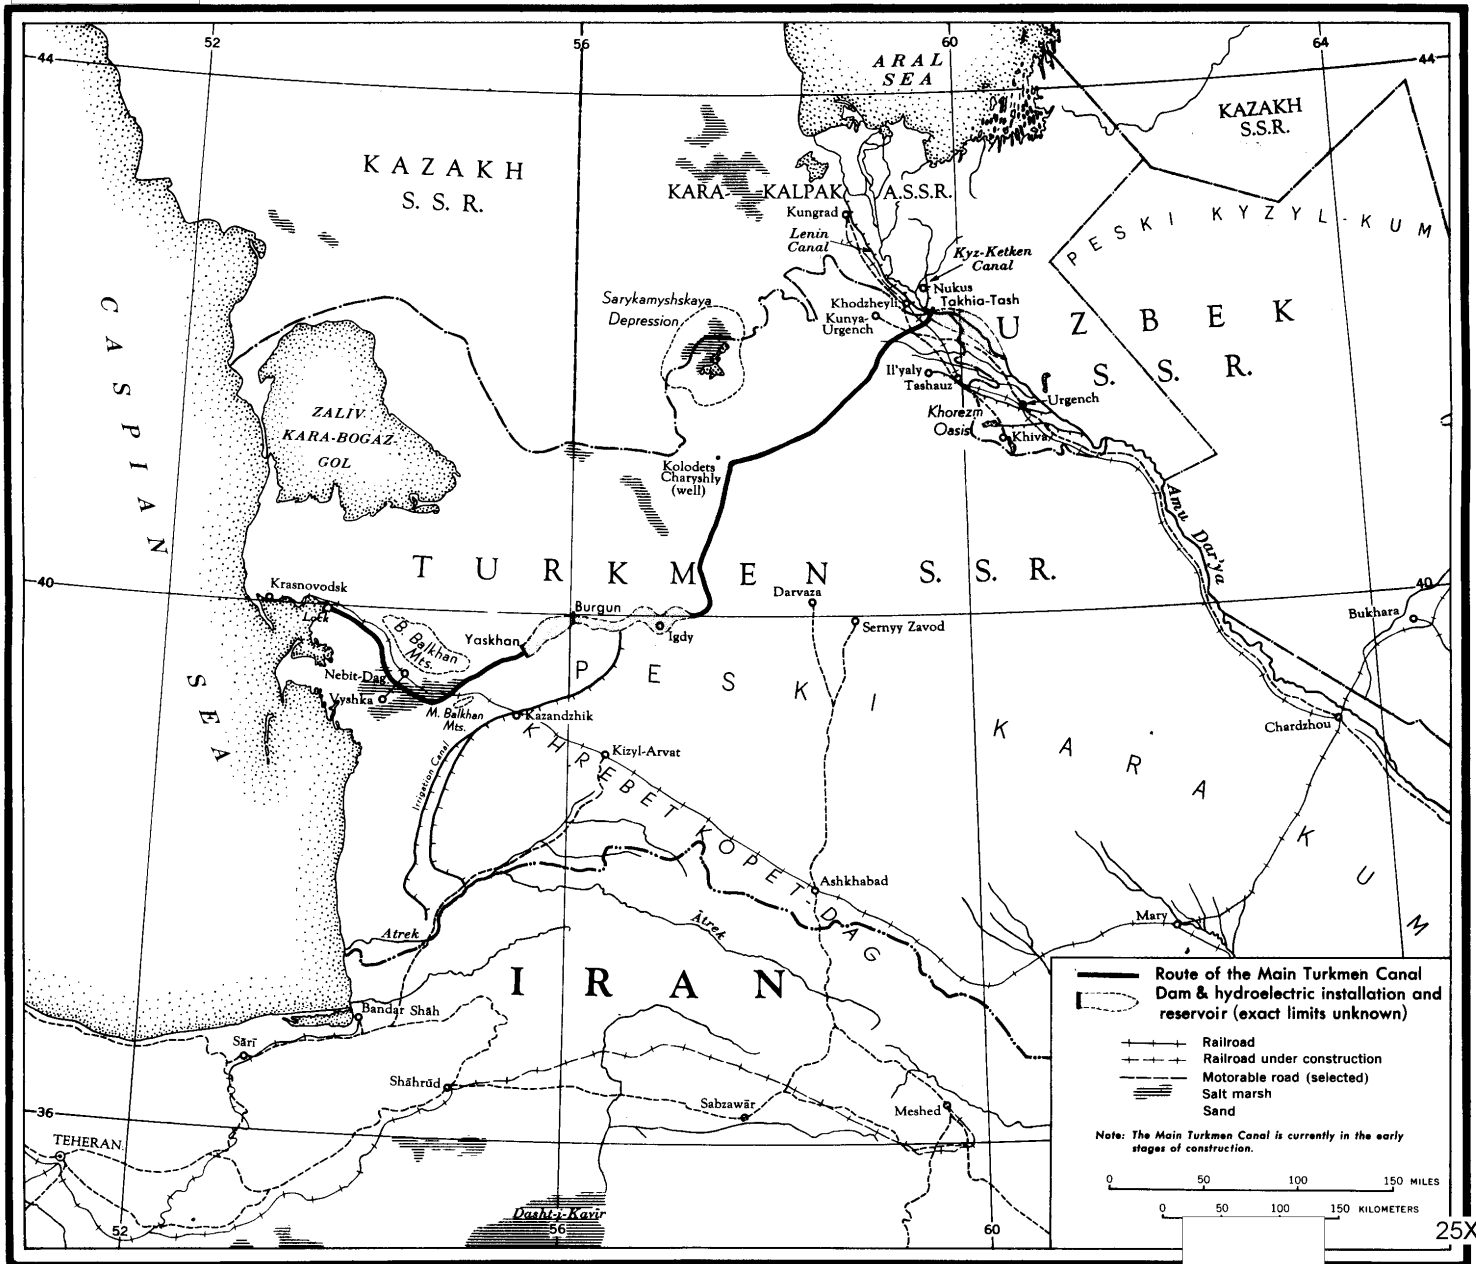 52
56
60
64
44
44
ARAL
SEA
KAZAKH
S.S.R.
KAZAKH
S. S. R.
KARA-KALPAK A.S.S.R.
Kungrad
Lenin
Canal
PESKI KYZYL-KUM
Kyz-Ketken
Canal
Nukus
Takhia-Tash
Khodzheyli
Kunya-
Urgench
Sarykamyshskaya
Depression
UZBEK
S. S. R.
Il'yaly
Tashauz
Urgench
Khorezm
Oasis
Khiva
CASPIAN
SEA
ZALIV
KARA-BOGAZ-
GOL
Kolodets
Charyshly
(well)
Amu Dar'ya
TURKMEN S. S. R.
40
40
Krasnovodsk
Lock
Burgun
Darvaza
Bukhara
Igdy
Sernyy Zavod
B. Balkhan
Mts.
Yaskhan
Nebit-Dag
Vyshka
M. Balkhan
Mts.
Kazandzhik
PESKI KARA KUM
Chardzhou
Kizyl-Arvat
Irrigation Canal
KHREBET KOPET-DAG
Ashkhabad
Mary
Atrek
Ātrek
IRAN
Bandar Shāh
Sārī
Shāhrūd
Sabzawār
Meshed
36
TEHERAN
Dasht-i-Kavir
52
56
60
Route of the Main Turkmen Canal
Dam & hydroelectric installation and
reservoir (exact limits unknown)
Railroad
Railroad under construction
Motorable road (selected)
Salt marsh
Sand
Note: The Main Turkmen Canal is currently in the early
stages of construction.
0 50 100 150 MILES
0 50 100 150 KILOMETERS
25X